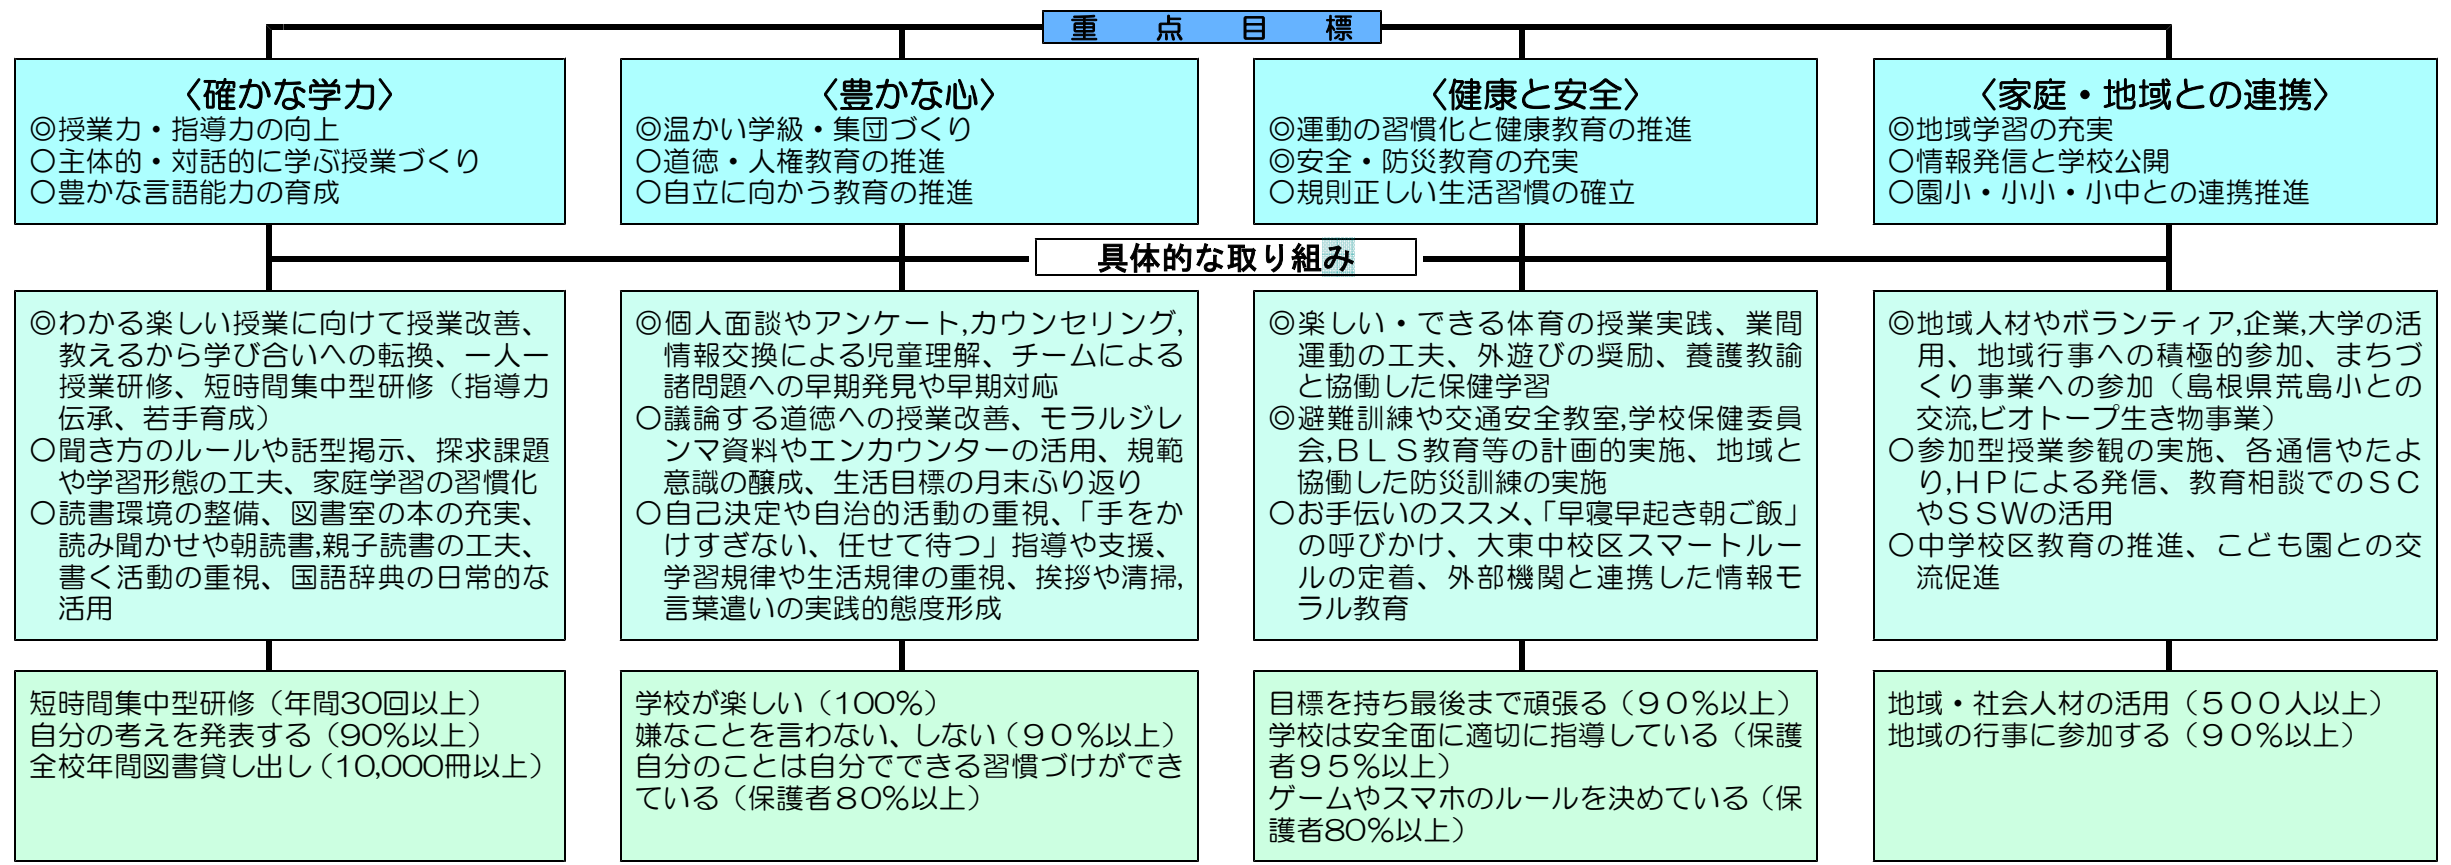 重点目標
〈確かな学力〉
◎授業力・指導力の向上
〇主体的・対話的に学ぶ授業づくり
〇豊かな言語能力の育成
〈豊かな心〉
◎温かい学級・集団づくり
〇道徳・人権教育の推進
〇自立に向かう教育の推進
〈健康と安全〉
◎運動の習慣化と健康教育の推進
◎安全・防災教育の充実
〇規則正しい生活習慣の確立
〈家庭・地域との連携〉
◎地域学習の充実
〇情報発信と学校公開
〇園小・小小・小中との連携推進
具体的な取り組み
◎わかる楽しい授業に向けて授業改善、
教えるから学び合いへの転換、一人一
授業研修、短時間集中型研修（指導力
伝承、若手育成）
〇聞き方のルールや話型掲示、探求課題
や学習形態の工夫、家庭学習の習慣化
〇読書環境の整備、図書室の本の充実、
読み聞かせや朝読書,親子読書の工夫、
書く活動の重視、国語辞典の日常的な
活用
◎個人面談やアンケート,カウンセリング,
情報交換による児童理解、チームによる
諸問題への早期発見や早期対応
〇議論する道徳への授業改善、モラルジレ
ンマ資料やエンカウンターの活用、規範
意識の醸成、生活目標の月末ふり返り
〇自己決定や自治的活動の重視、「手をか
けすぎない、任せて待つ」指導や支援、
学習規律や生活規律の重視、挨拶や清掃,
言葉遣いの実践的態度形成
◎楽しい・できる体育の授業実践、業間
運動の工夫、外遊びの奨励、養護教諭
と協働した保健学習
◎避難訓練や交通安全教室,学校保健委員
会,ＢＬＳ教育等の計画的実施、地域と
協働した防災訓練の実施
〇お手伝いのススメ、「早寝早起き朝ご飯」
の呼びかけ、大東中校区スマートルー
ルの定着、外部機関と連携した情報モ
ラル教育
◎地域人材やボランティア,企業,大学の活
用、地域行事への積極的参加、まちづ
くり事業への参加（島根県荒島小との
交流,ビオトープ生き物事業）
〇参加型授業参観の実施、各通信やたよ
り,ＨＰによる発信、教育相談でのＳＣ
やＳＳＷの活用
〇中学校区教育の推進、こども園との交
流促進
短時間集中型研修（年間30回以上）
自分の考えを発表する（90％以上）
全校年間図書貸し出し（10,000冊以上）
学校が楽しい（100％）
嫌なことを言わない、しない（９０％以上）
自分のことは自分でできる習慣づけができ
ている（保護者８０％以上）
目標を持ち最後まで頑張る（９０％以上）
学校は安全面に適切に指導している（保護
者９５％以上）
ゲームやスマホのルールを決めている（保
護者80％以上）
地域・社会人材の活用（５００人以上）
地域の行事に参加する（９０％以上）